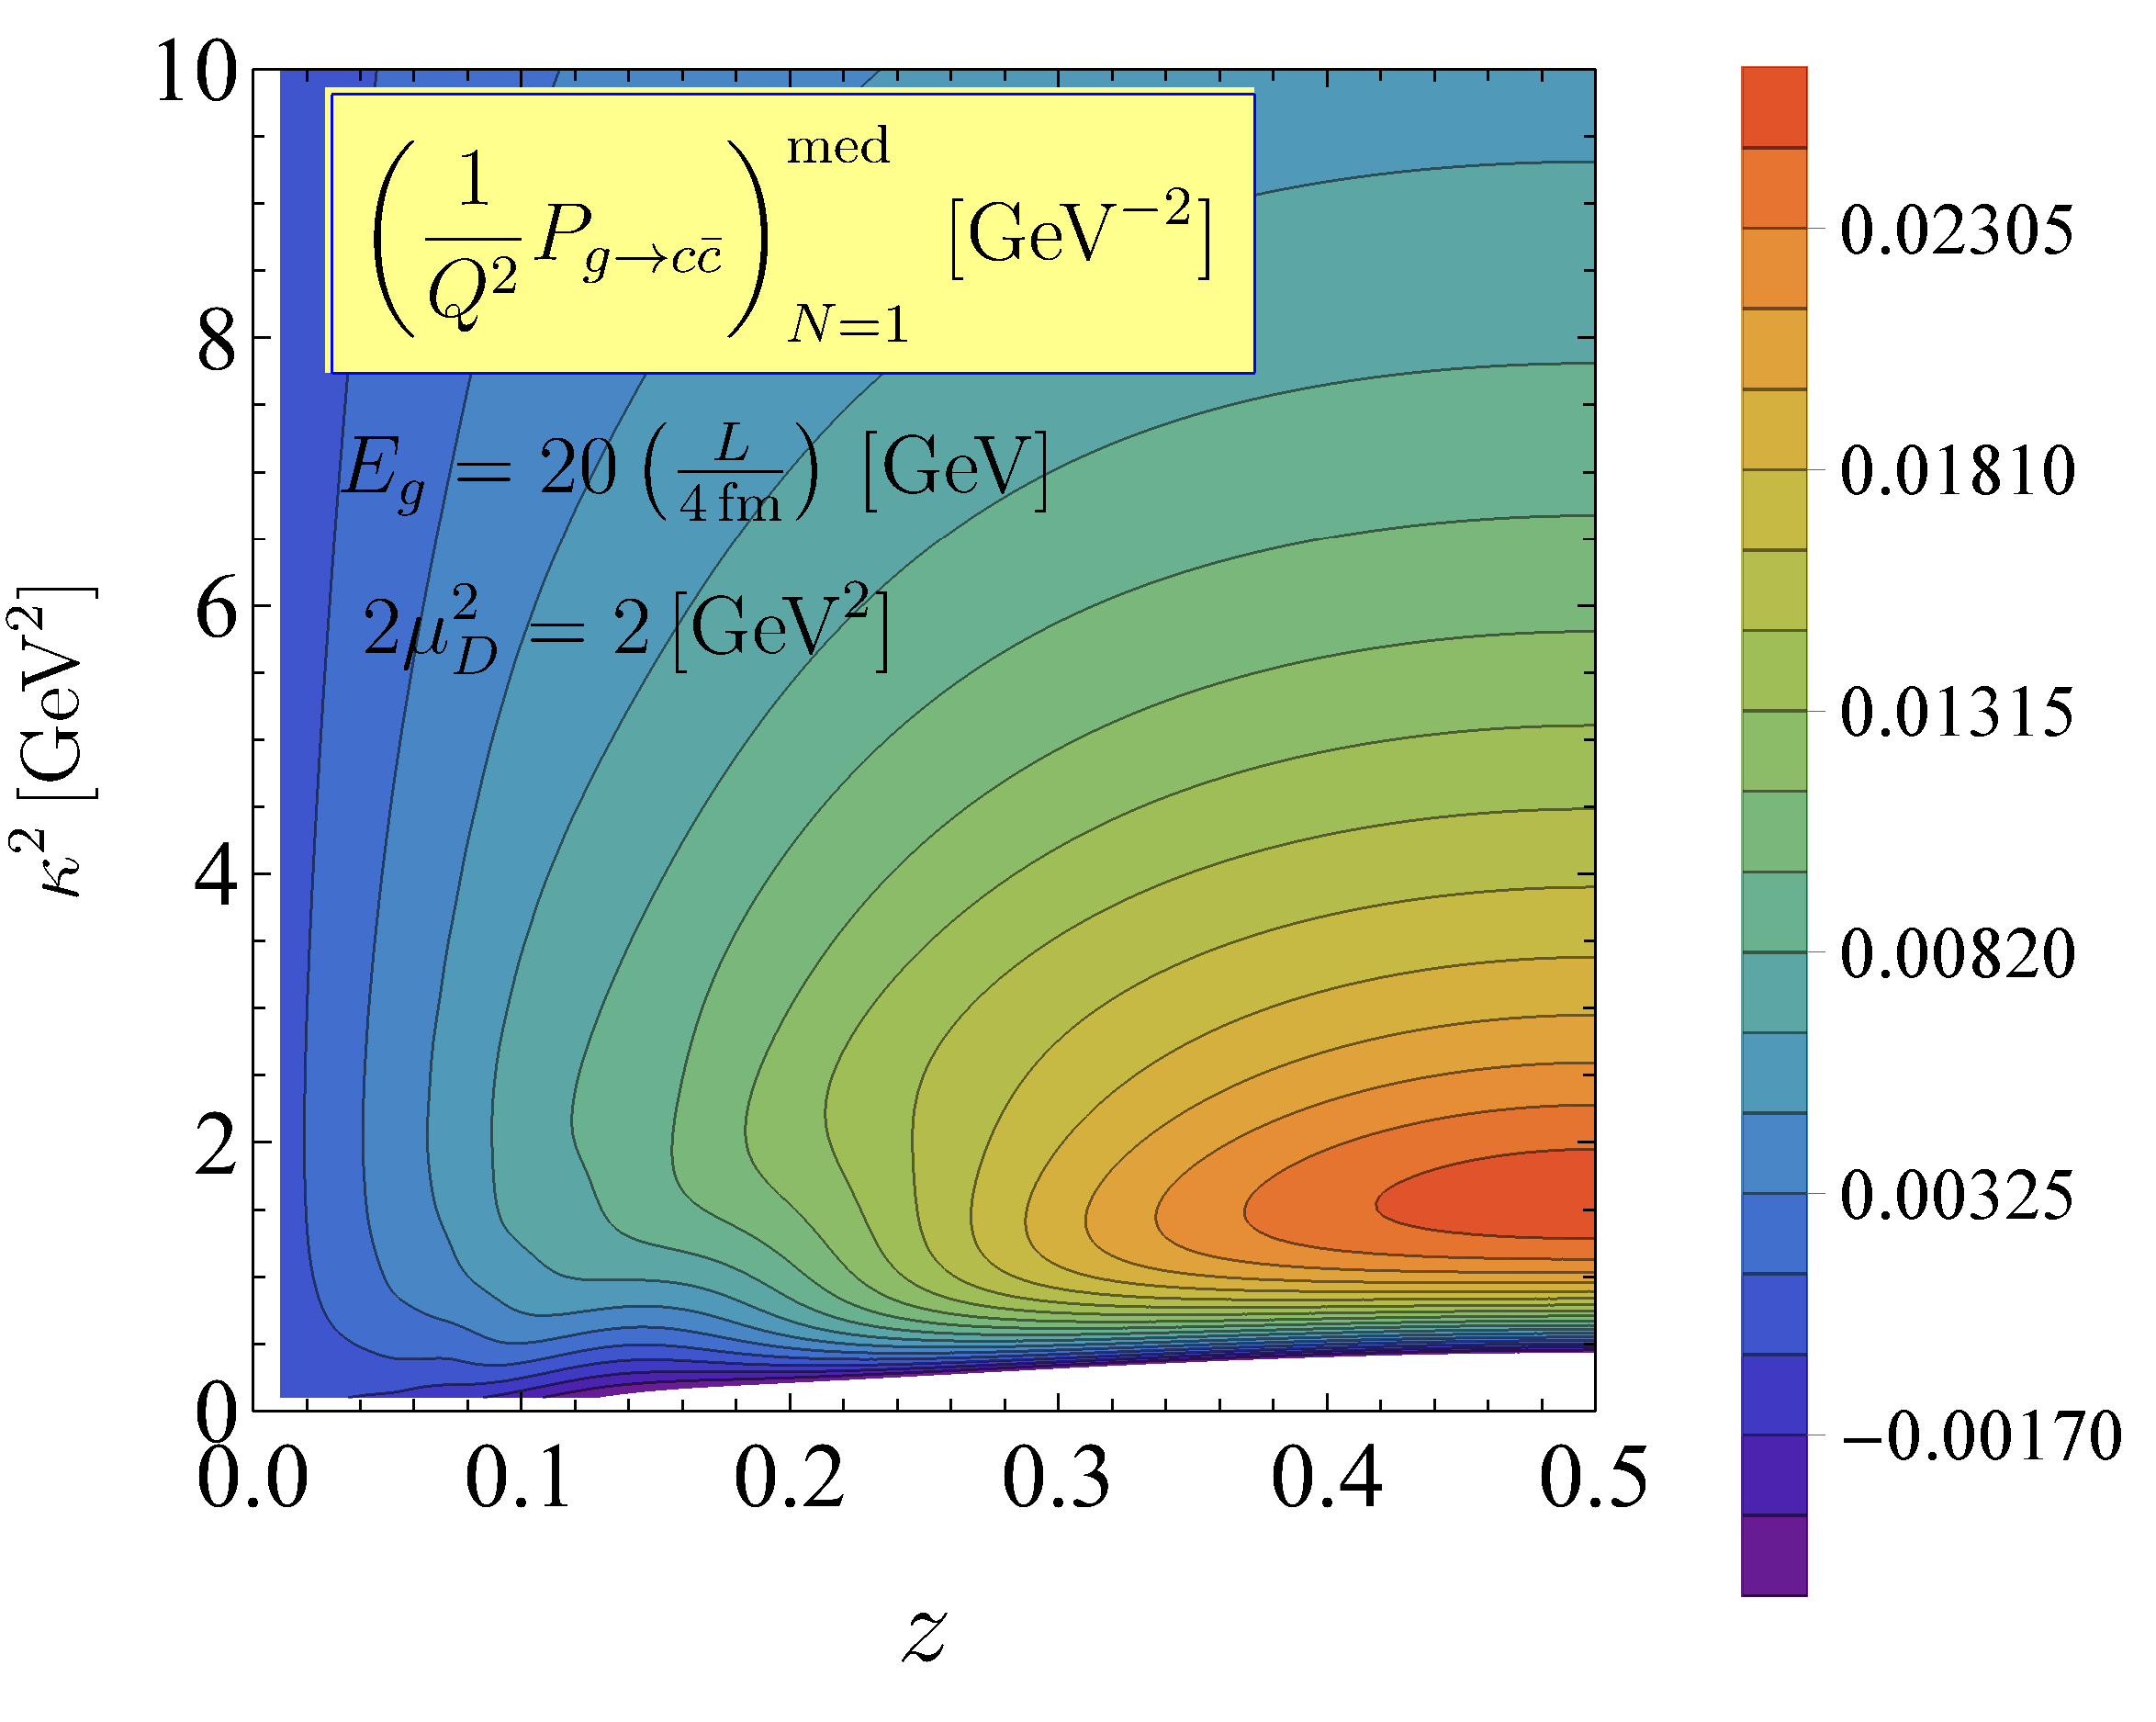 10
8
6
4
2
0
κ² [GeV²]
(1/Q² P_{g→c\bar{c}})^{med}_{N=1} [GeV⁻²]
E_g = 20 (L/4 fm) [GeV]
2μ_D² = 2 [GeV²]
0.0 0.1 0.2 0.3 0.4 0.5
z
0.02305
0.01810
0.01315
0.00820
0.00325
−0.00170